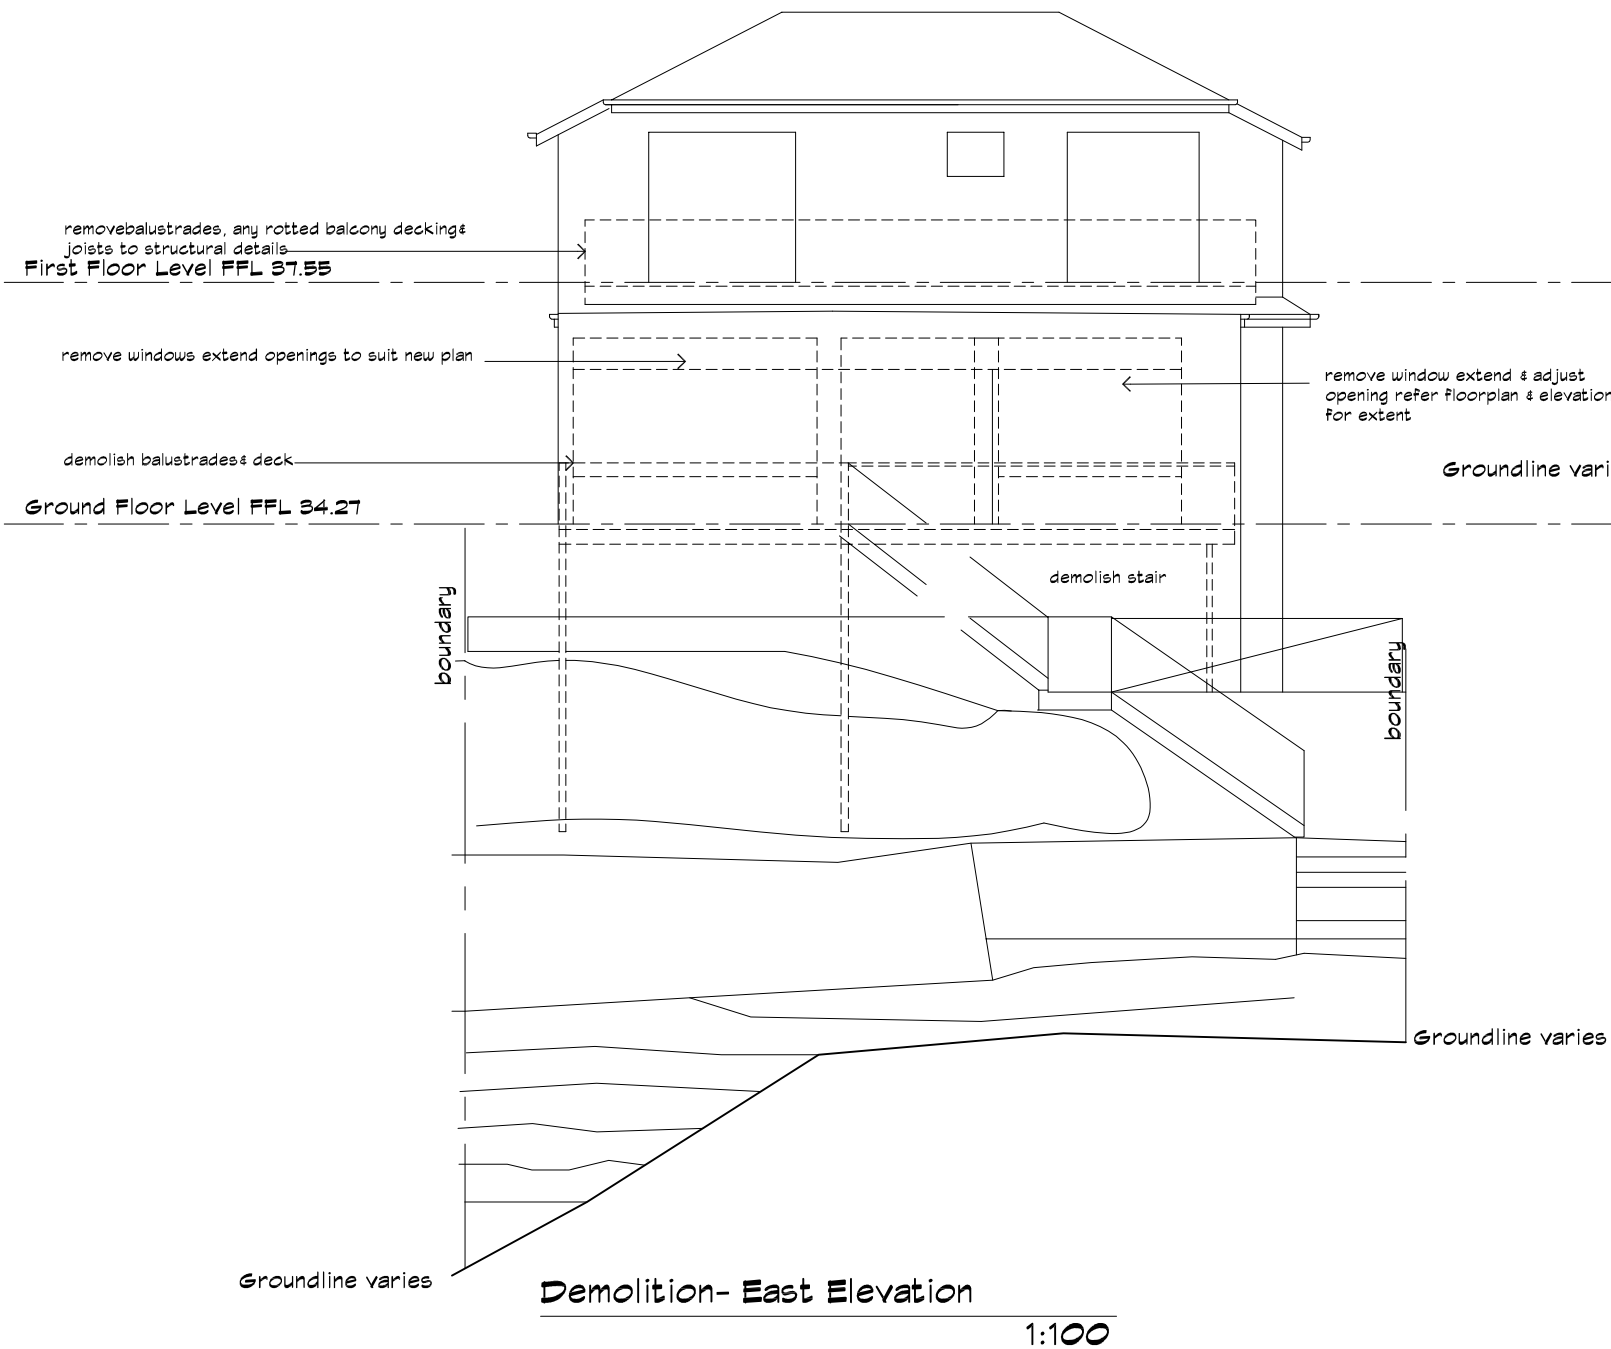 removebalustrades, any rotted balcony decking&
joists to structural details
First Floor Level FFL 37.55
remove windows extend openings to suit new plan
remove window extend & adjust
opening refer floorplan & elevation
for extent
demolish balustrades& deck
Groundline vari
Ground Floor Level FFL 34.27
demolish stair
boundary
boundary
Groundline varies
Groundline varies
Demolition- East Elevation
1:100